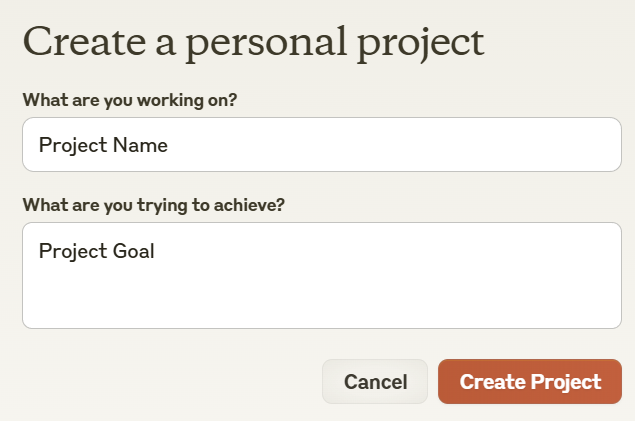 Create a personal project
What are you working on?
Project Name
What are you trying to achieve?
Project Goal
Cancel
Create Project